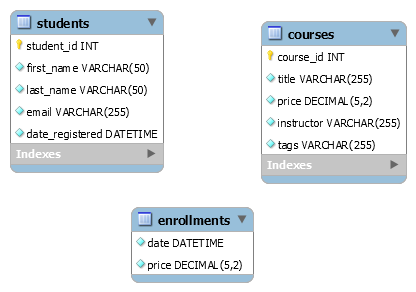 students
student_id INT
first_name VARCHAR(50)
last_name VARCHAR(50)
email VARCHAR(255)
date_registered DATETIME
Indexes
courses
course_id INT
title VARCHAR(255)
price DECIMAL(5,2)
instructor VARCHAR(255)
tags VARCHAR(255)
Indexes
enrollments
date DATETIME
price DECIMAL(5,2)